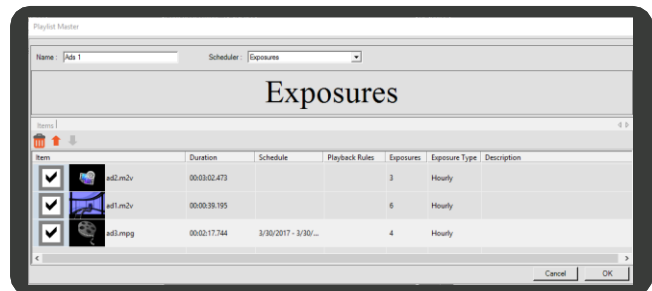 Playlist Master
Name : Ads 1 Scheduler : Exposures
Exposures
Items
Item Duration Schedule Playback Rules Exposures Exposure Type Description
ad2.m2v 00:03:02.473 3 Hourly
ad1.m2v 00:00:39.195 6 Hourly
ad3.mpg 00:02:17.744 3/30/2017 - 3/30/... 4 Hourly
Cancel OK